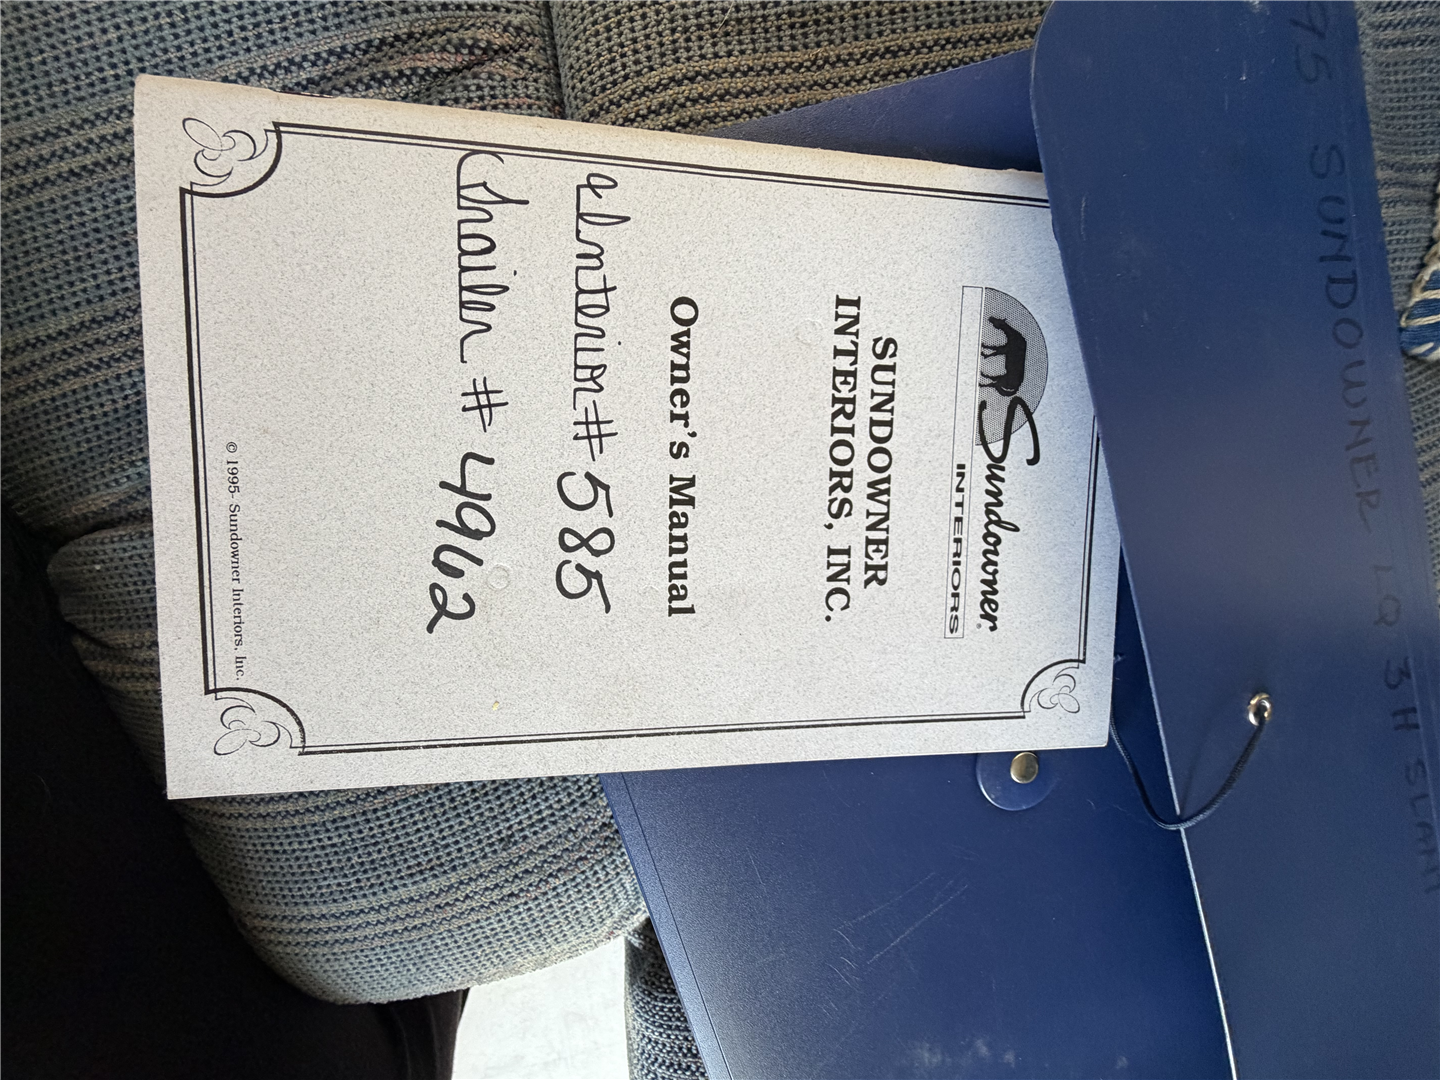 Sundowner®
INTERIORS
SUNDOWNER
INTERIORS, INC.
Owner's Manual
Interior # 585
Trailer # 4962
© 1995- Sundowner Interiors, Inc.
95 SUNDOWNER LQ 3H SLANT